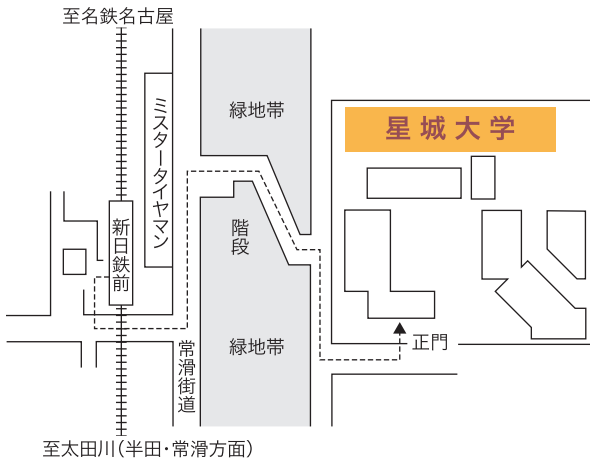 至名鉄名古屋
緑地帯
星城大学
ミスタータイヤマン
階段
新日鉄前
緑地帯
正門
常滑街道
至太田川(半田・常滑方面)